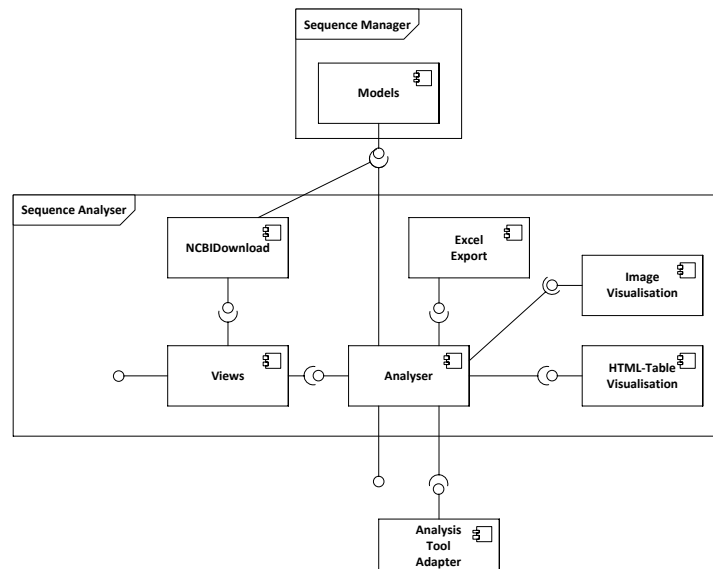 Sequence Manager
Models
Sequence Analyser
NCBIDownload
Excel
Export
Image
Visualisation
Views
Analyser
HTML-Table
Visualisation
Analysis
Tool
Adapter